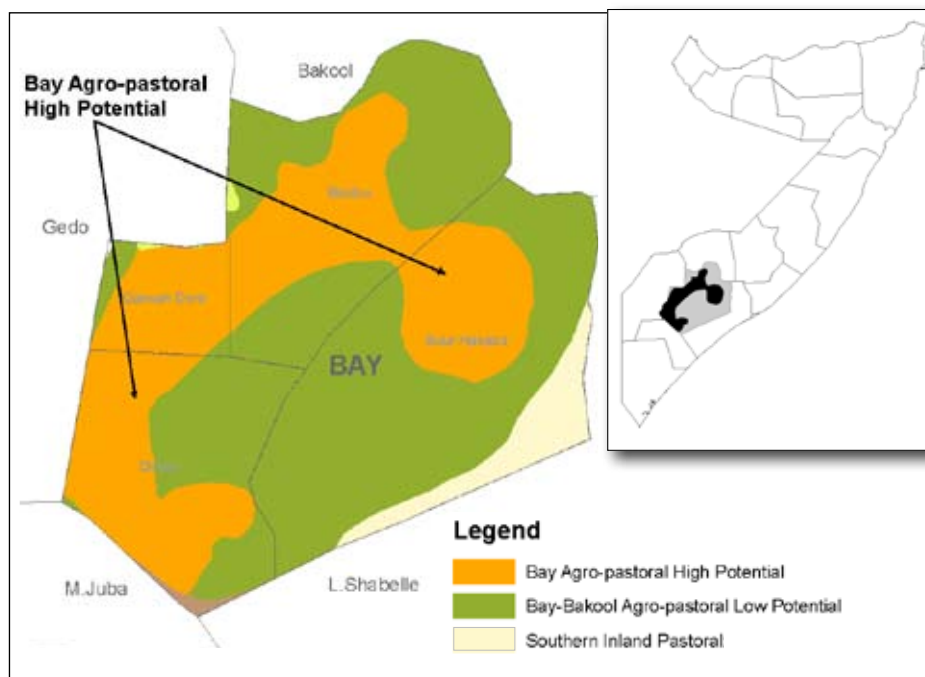 Bakool
Bay Agro-pastoral
High Potential
Gedo
BAY
M.Juba
L.Shabelle
Legend
Bay Agro-pastoral High Potential
Bay-Bakool Agro-pastoral Low Potential
Southern Inland Pastoral